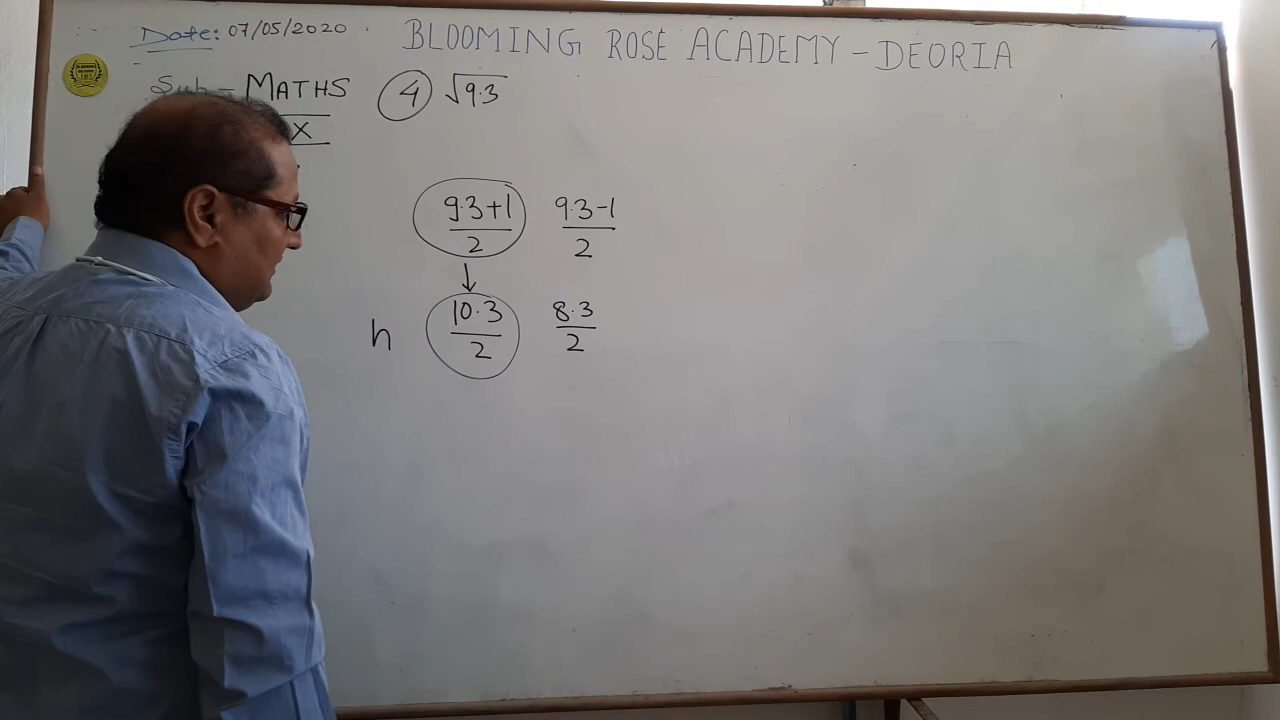 Date: 07/05/2020
BLOOMING ROSE ACADEMY - DEORIA
Sub - MATHS
X
④ √9.3
9.3+1/2 9.3-1/2
↓
h 10.3/2 8.3/2